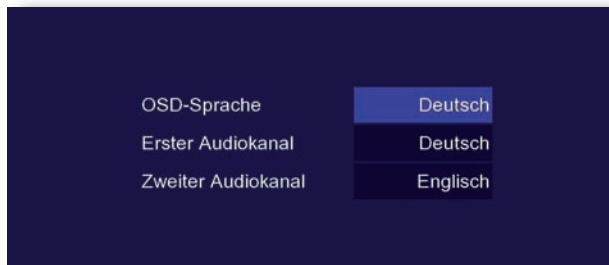 OSD-Sprache Deutsch
Erster Audiokanal Deutsch
Zweiter Audiokanal Englisch